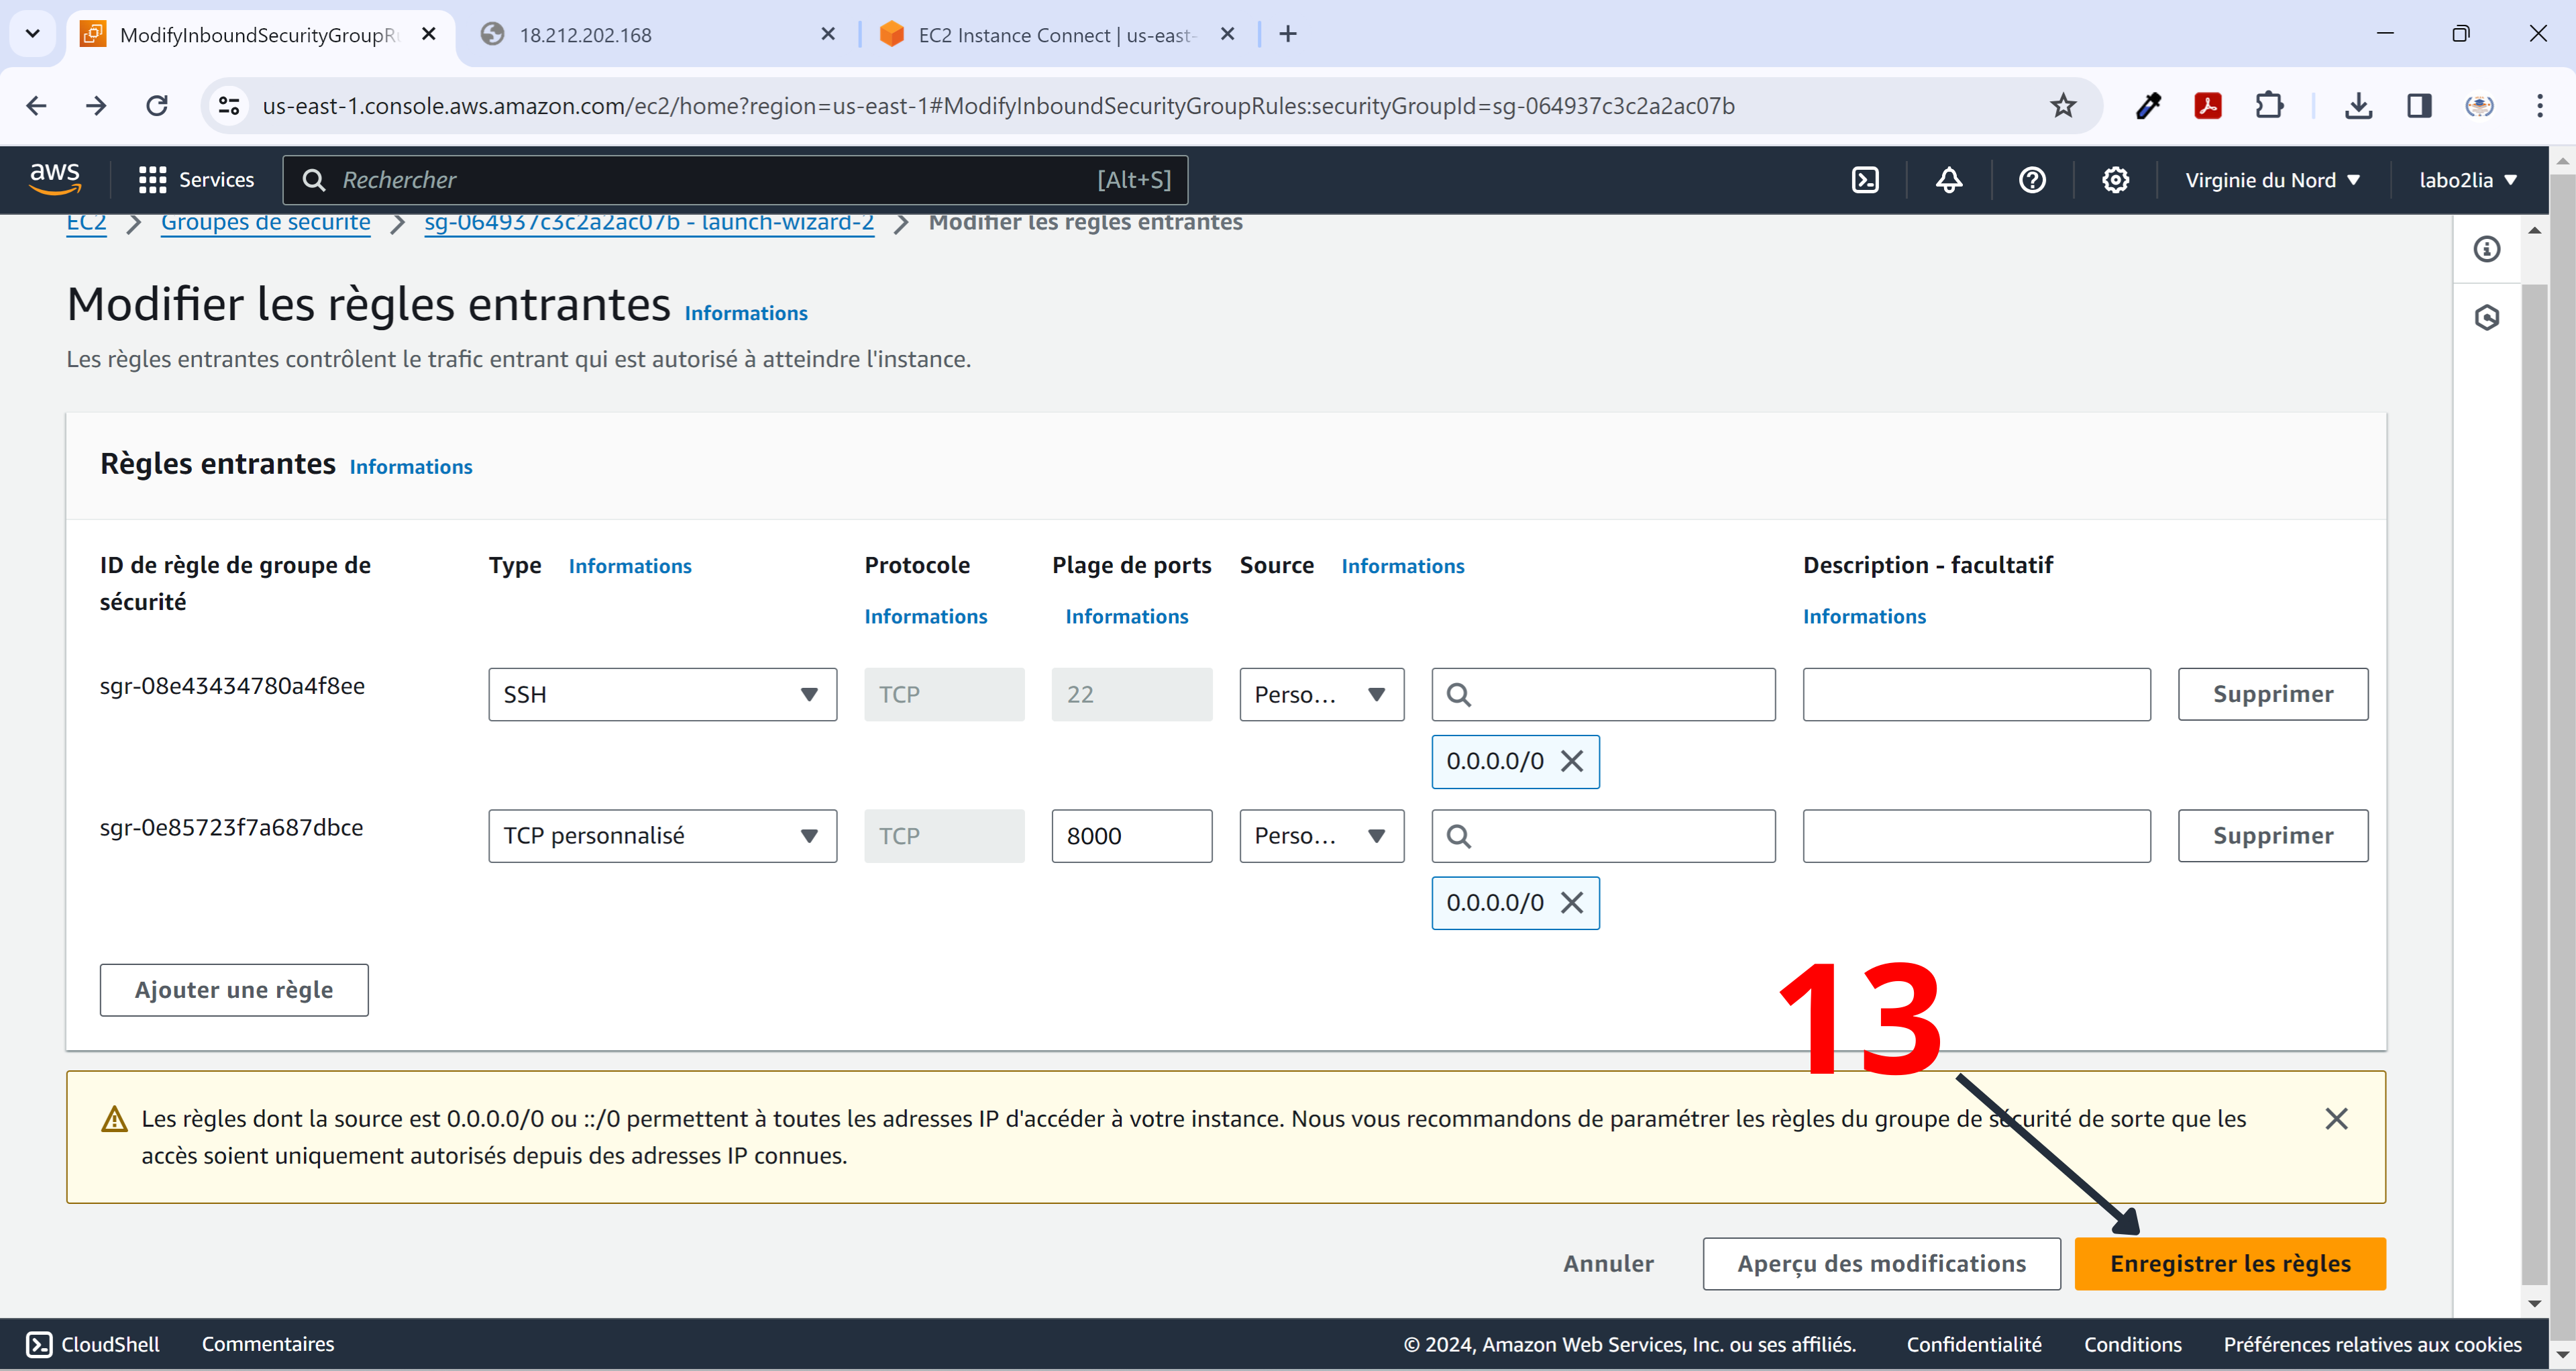 ModifyInboundSecurityGroupRu
18.212.202.168
EC2 Instance Connect | us-east-
us-east-1.console.aws.amazon.com/ec2/home?region=us-east-1#ModifyInboundSecurityGroupRules:securityGroupId=sg-064937c3c2a2ac07b
aws Services Rechercher [Alt+S] Virginie du Nord labo2lia
EC2 Groupes de sécurité sg-064937c3c2a2ac07b - launch-wizard-2 Modifier les règles entrantes
Modifier les règles entrantes Informations
Les règles entrantes contrôlent le trafic entrant qui est autorisé à atteindre l'instance.
Règles entrantes Informations
ID de règle de groupe de sécurité
Type Informations
Protocole Informations
Plage de ports Informations
Source Informations
Description - facultatif Informations
sgr-08e43434780a4f8ee SSH TCP 22 Perso... Supprimer
0.0.0.0/0
sgr-0e85723f7a687dbce TCP personnalisé TCP 8000 Perso... Supprimer
0.0.0.0/0
Ajouter une règle
13
Les règles dont la source est 0.0.0.0/0 ou ::/0 permettent à toutes les adresses IP d'accéder à votre instance. Nous vous recommandons de paramétrer les règles du groupe de sécurité de sorte que les
accès soient uniquement autorisés depuis des adresses IP connues.
Annuler Aperçu des modifications Enregistrer les règles
CloudShell Commentaires © 2024, Amazon Web Services, Inc. ou ses affiliés. Confidentialité Conditions Préférences relatives aux cookies